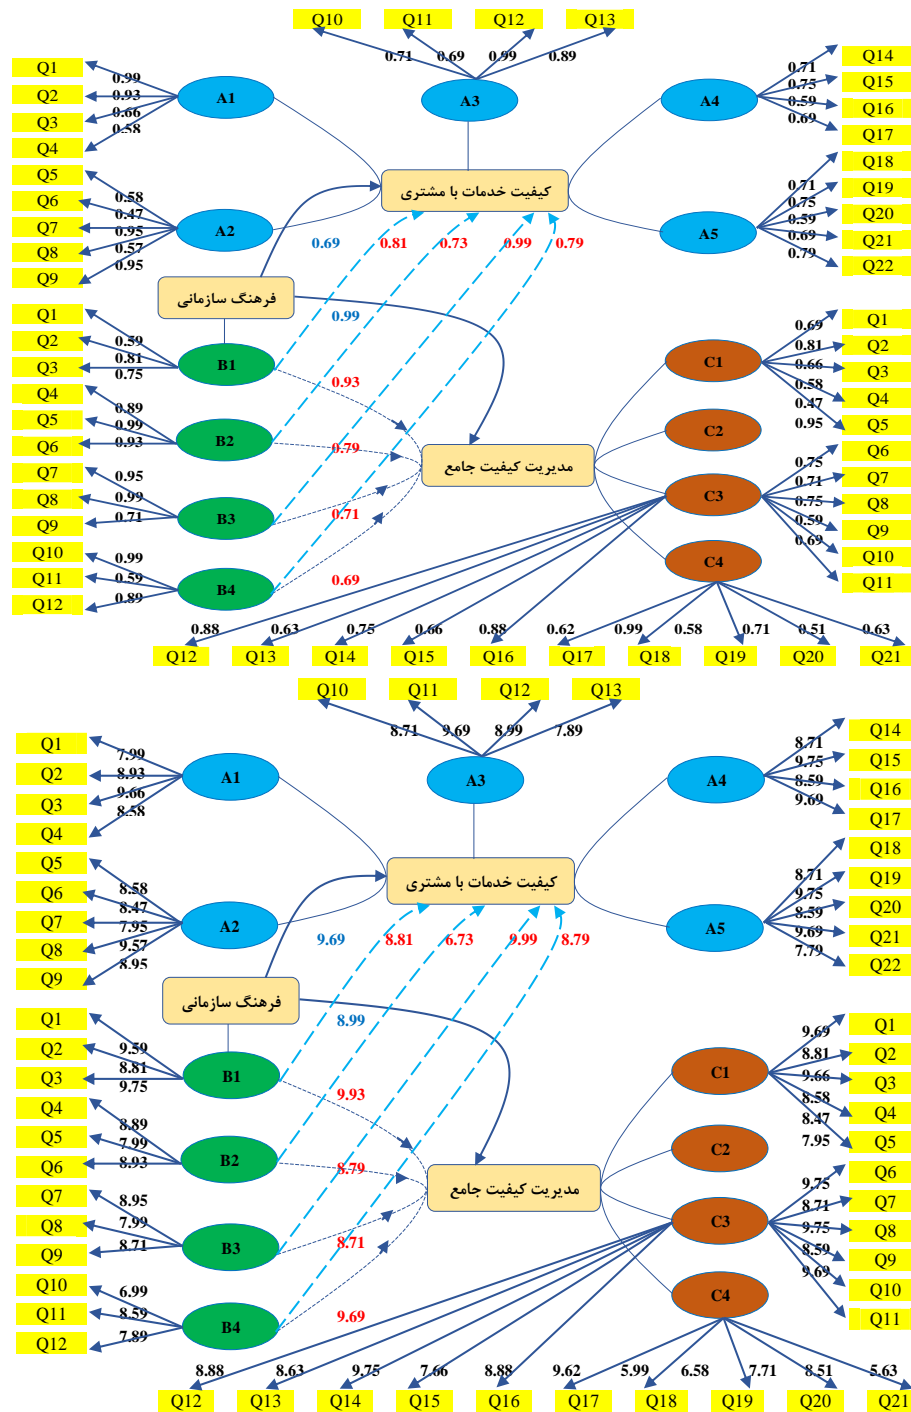 Q10 Q11 Q12 Q13
0.71 0.69 0.99 0.89
Q1
Q2
Q3
Q4
0.99
0.93
0.66
0.58
A1
A3
A4
0.71
0.75
0.59
0.69
Q14
Q15
Q16
Q17
Q5
Q6
Q7
Q8
Q9
0.58
0.47
0.95
0.57
0.95
A2
کیفیت خدمات با مشتری
A5
0.71
0.75
0.59
0.69
0.79
Q18
Q19
Q20
Q21
Q22
0.69 0.81 0.73 0.99 0.79
فرهنگ سازمانی
0.99
Q1
Q2
Q3
0.59
0.81
0.75
B1
0.93
C1
0.69
0.81
0.66
0.58
0.47
0.95
Q1
Q2
Q3
Q4
Q5
Q4
Q5
Q6
0.89
0.99
0.93
B2
0.79
مدیریت کیفیت جامع
C2
Q7
Q8
Q9
0.95
0.99
0.71
B3
0.71
C3
0.75
0.71
0.75
0.59
0.69
Q6
Q7
Q8
Q9
Q10
Q11
Q10
Q11
Q12
0.99
0.59
0.89
B4
0.69
C4
0.88 0.63 0.75 0.66 0.88 0.62 0.99 0.58 0.71 0.51 0.63
Q12 Q13 Q14 Q15 Q16 Q17 Q18 Q19 Q20 Q21
Q10 Q11 Q12 Q13
8.71 9.69 8.99 7.89
Q1
Q2
Q3
Q4
7.99
8.93
9.66
8.58
A1
A3
A4
8.71
9.75
8.59
9.69
Q14
Q15
Q16
Q17
Q5
Q6
Q7
Q8
Q9
8.58
8.47
7.95
9.57
8.95
A2
کیفیت خدمات با مشتری
A5
8.71
9.75
8.59
9.69
7.79
Q18
Q19
Q20
Q21
Q22
9.69 8.81 6.73 9.99 8.79
فرهنگ سازمانی
8.99
Q1
Q2
Q3
9.59
8.81
9.75
B1
9.93
C1
9.69
8.81
9.66
8.58
8.47
7.95
Q1
Q2
Q3
Q4
Q5
Q4
Q5
Q6
8.89
7.99
8.93
B2
8.79
مدیریت کیفیت جامع
C2
Q7
Q8
Q9
8.95
7.99
8.71
B3
8.71
C3
9.75
8.71
9.75
8.59
9.69
Q6
Q7
Q8
Q9
Q10
Q11
Q10
Q11
Q12
6.99
8.59
7.89
B4
9.69
C4
8.88 8.63 9.75 7.66 8.88 9.62 5.99 6.58 7.71 8.51 5.63
Q12 Q13 Q14 Q15 Q16 Q17 Q18 Q19 Q20 Q21